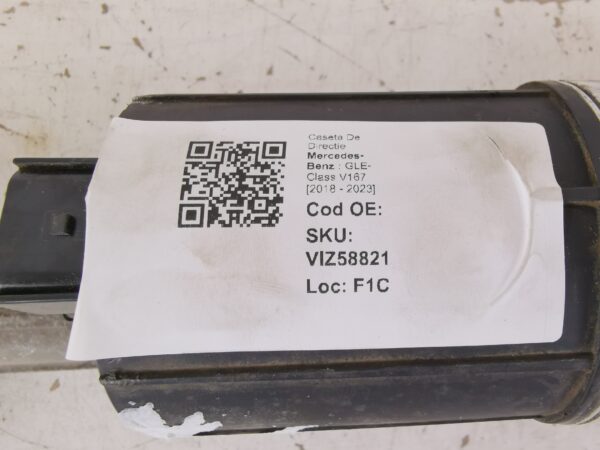 Caseta De
Directie
Mercedes-
Benz : GLE-
Class V167
[2018 - 2023]
Cod OE:
SKU:
VIZ58821
Loc: F1C